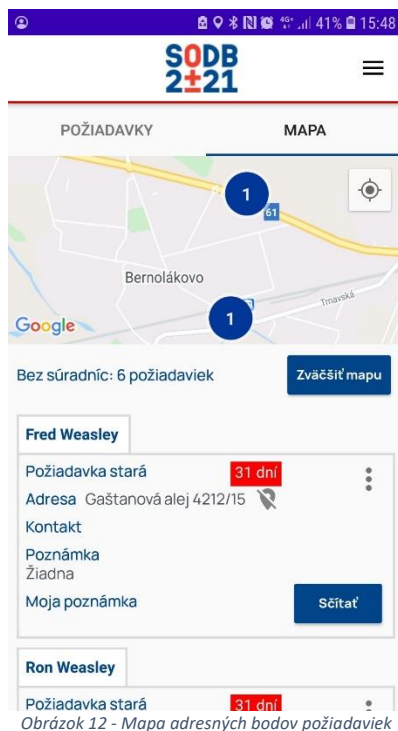 4G+ 41% 15:48
SODB
2±21
POŽIADAVKY MAPA
1
61
Bernolákovo
Trnavská
1
Google
Bez súradníc: 6 požiadaviek Zväčšiť mapu
Fred Weasley
Požiadavka stará 31 dní
Adresa Gaštanová alej 4212/15
Kontakt
Poznámka
Žiadna
Moja poznámka Sčítať
Ron Weasley
Požiadavka stará 31 dní
Obrázok 12 - Mapa adresných bodov požiadaviek